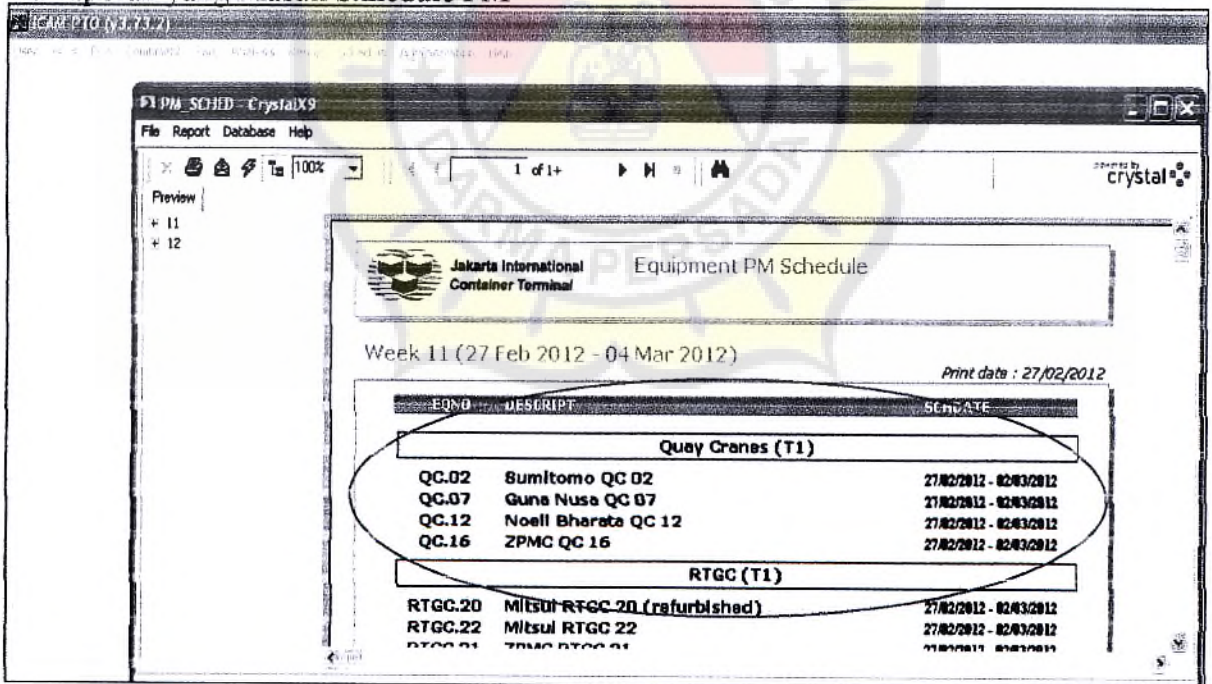 Schedule PM
(v3.73.2)
PM_SCHED - CrystalX9
File Report Database Help
100%
1 of 1+
powered by
crystal
Preview
+ 11
+ 12
DARMA PERSADA
Jakarta International
Container Terminal
Equipment PM Schedule
Week 11 (27 Feb 2012 - 04 Mar 2012)
Print date : 27/02/2012
EQNO DESCRIPT SCHDATE
Quay Cranes (T1)
QC.02 Sumitomo QC 02 27/02/2012 - 02/03/2012
QC.07 Guna Nusa QC 07 27/02/2012 - 02/03/2012
QC.12 Noell Bharata QC 12 27/02/2012 - 02/03/2012
QC.16 ZPMC QC 16 27/02/2012 - 02/03/2012
RTGC (T1)
RTGC.20 Mitsui RTGC 20 (refurbished) 27/02/2012 - 02/03/2012
RTGC.22 Mitsui RTGC 22 27/02/2012 - 02/03/2012